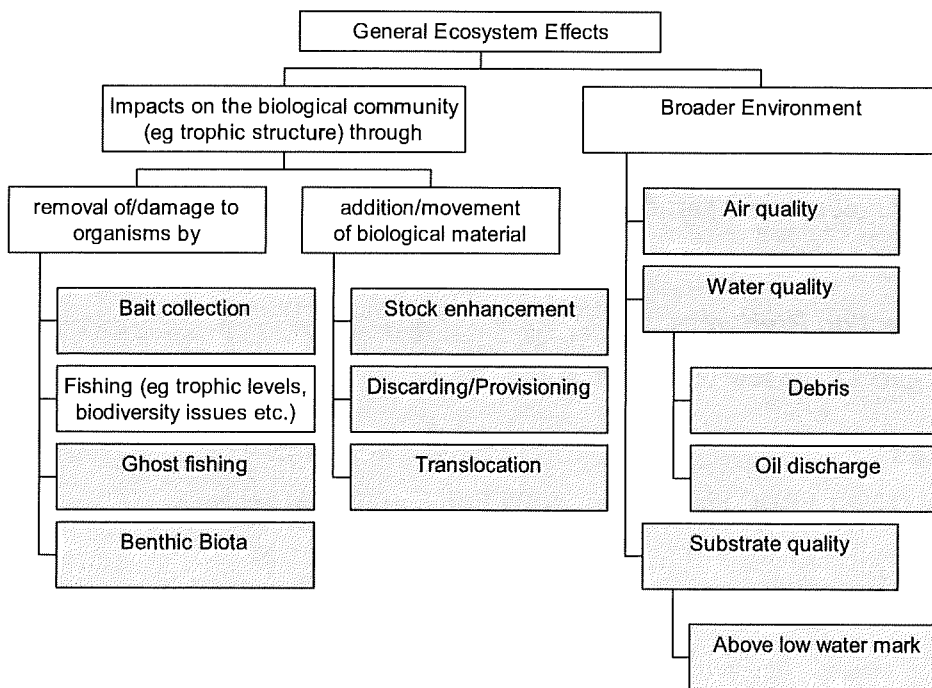 General Ecosystem Effects
Impacts on the biological community
(eg trophic structure) through
Broader Environment
removal of/damage to
organisms by
addition/movement
of biological material
Air quality
Water quality
Bait collection
Stock enhancement
Fishing (eg trophic levels,
biodiversity issues etc.)
Discarding/Provisioning
Debris
Ghost fishing
Translocation
Oil discharge
Benthic Biota
Substrate quality
Above low water mark